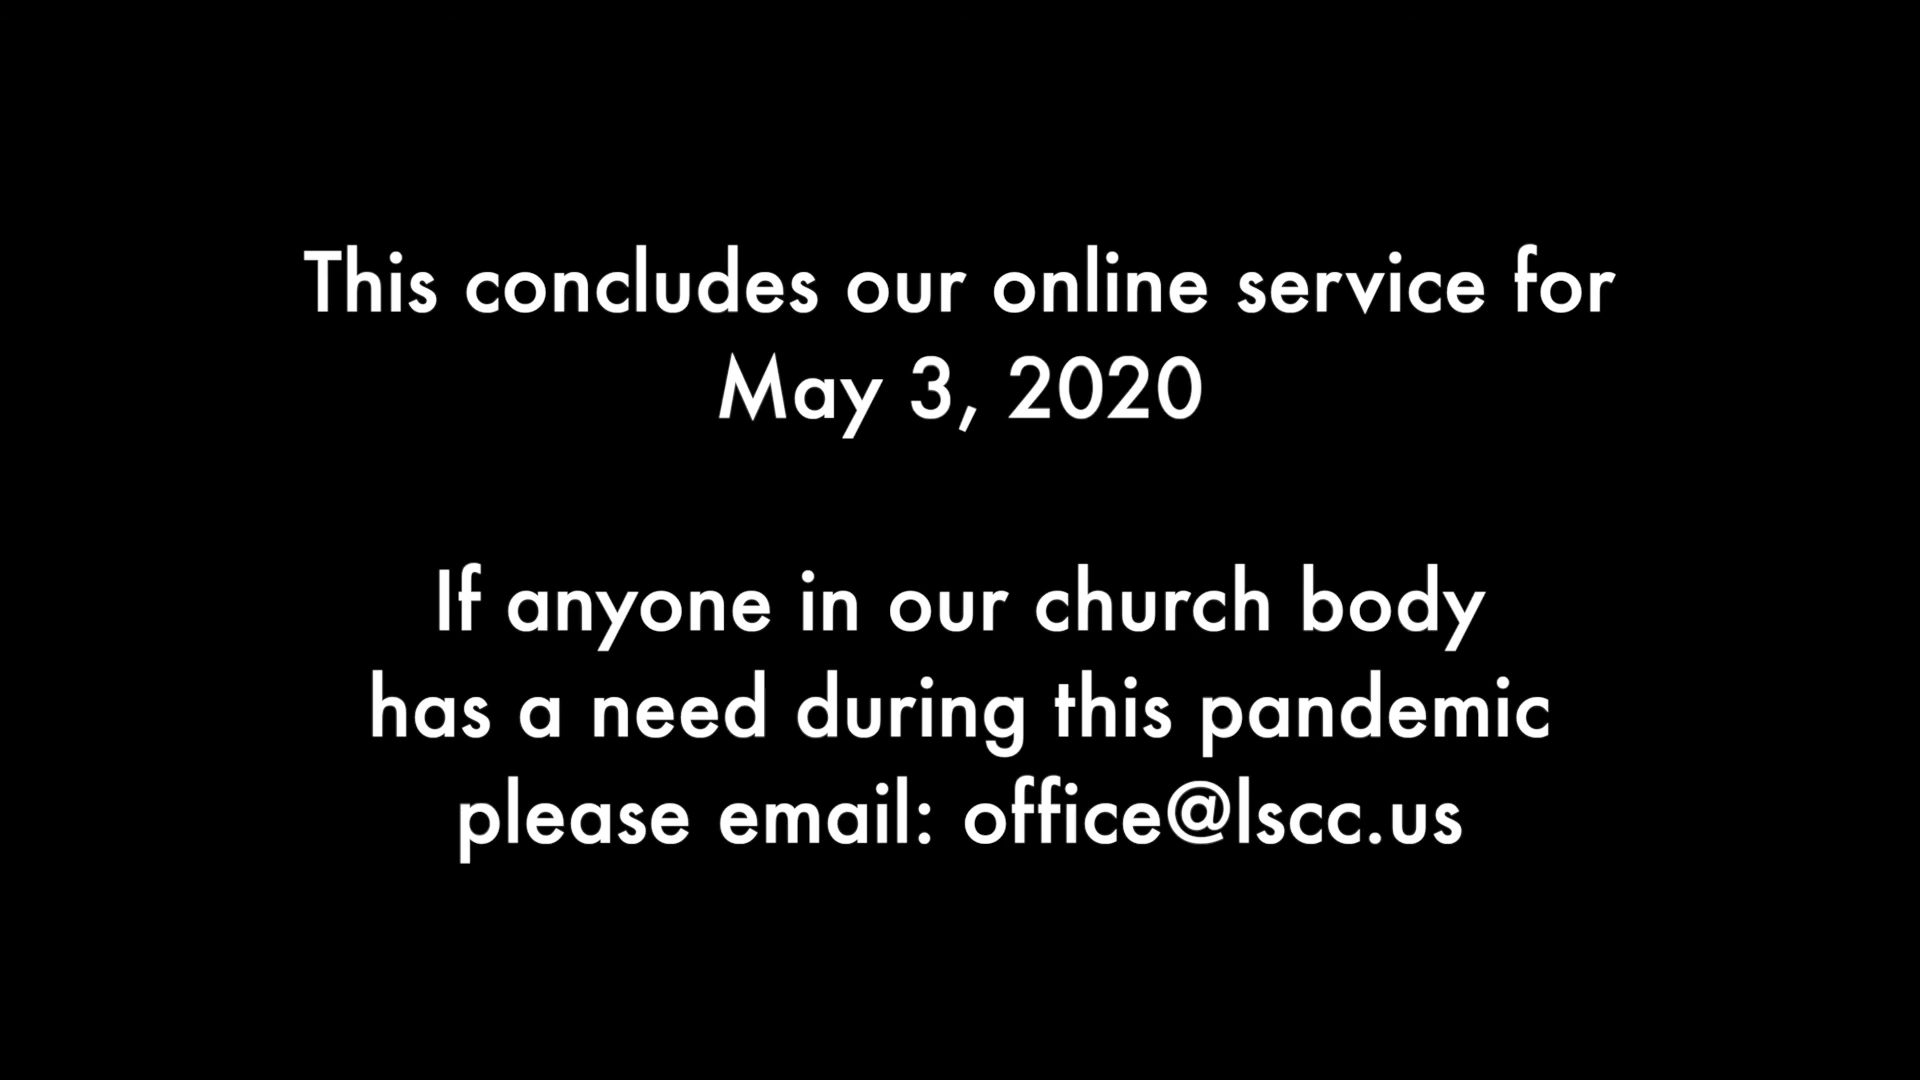 This concludes our online service for
May 3, 2020
If anyone in our church body
has a need during this pandemic
please email: office@lscc.us